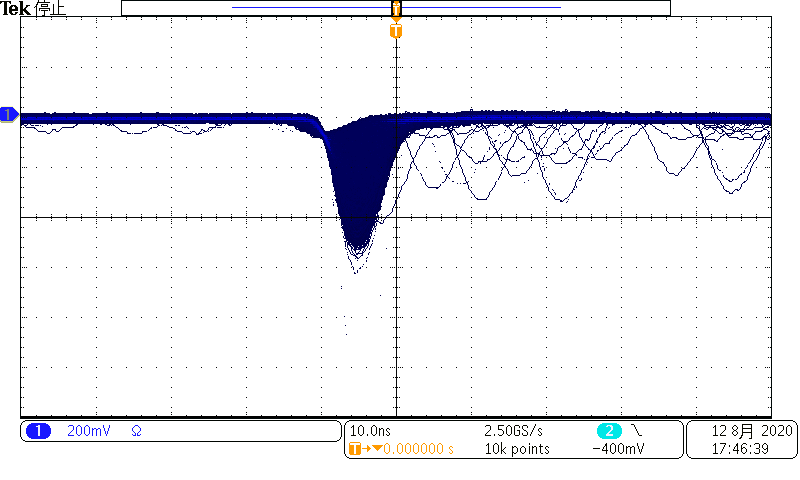 Tek 停止
T
T
1
1 200mV Ω
10.0ns 2.50GS/s 2 -400mV
T→▼0.000000 s 10k points
12 8月 2020
17:46:39